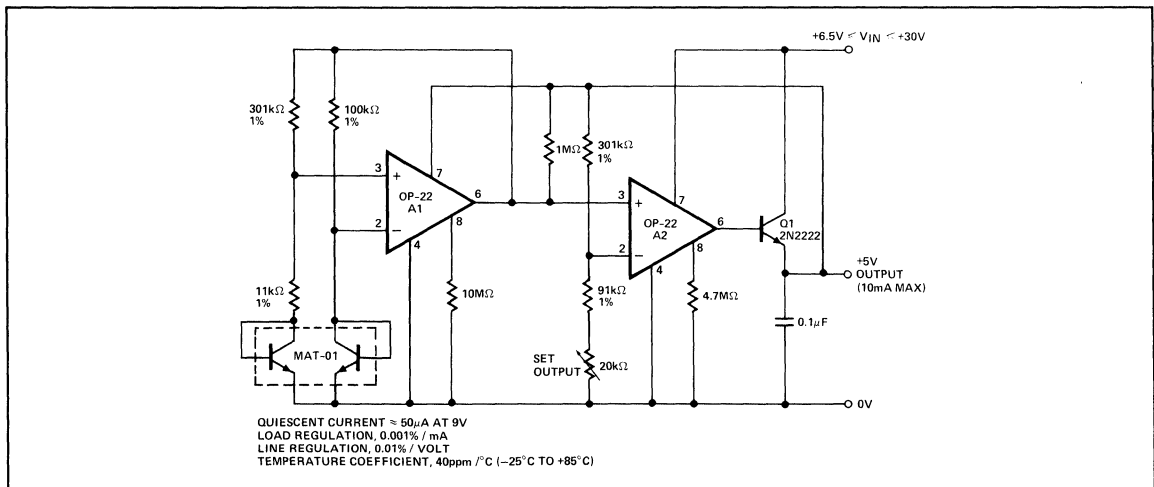 +6.5V ≤ VIN ≤ +30V
301kΩ
1%
100kΩ
1%
1MΩ
301kΩ
1%
3
+
7
OP-22
A1
6
2
−
4
8
3
+
7
OP-22
A2
6
2
−
4
8
Q1
2N2222
+5V
OUTPUT
(10mA MAX)
11kΩ
1%
10MΩ
91kΩ
1%
4.7MΩ
0.1μF
MAT-01
SET
OUTPUT
20kΩ
0V
QUIESCENT CURRENT ≈ 50μA AT 9V
LOAD REGULATION, 0.001% / mA
LINE REGULATION, 0.01% / VOLT
TEMPERATURE COEFFICIENT, 40ppm /°C (−25°C TO +85°C)